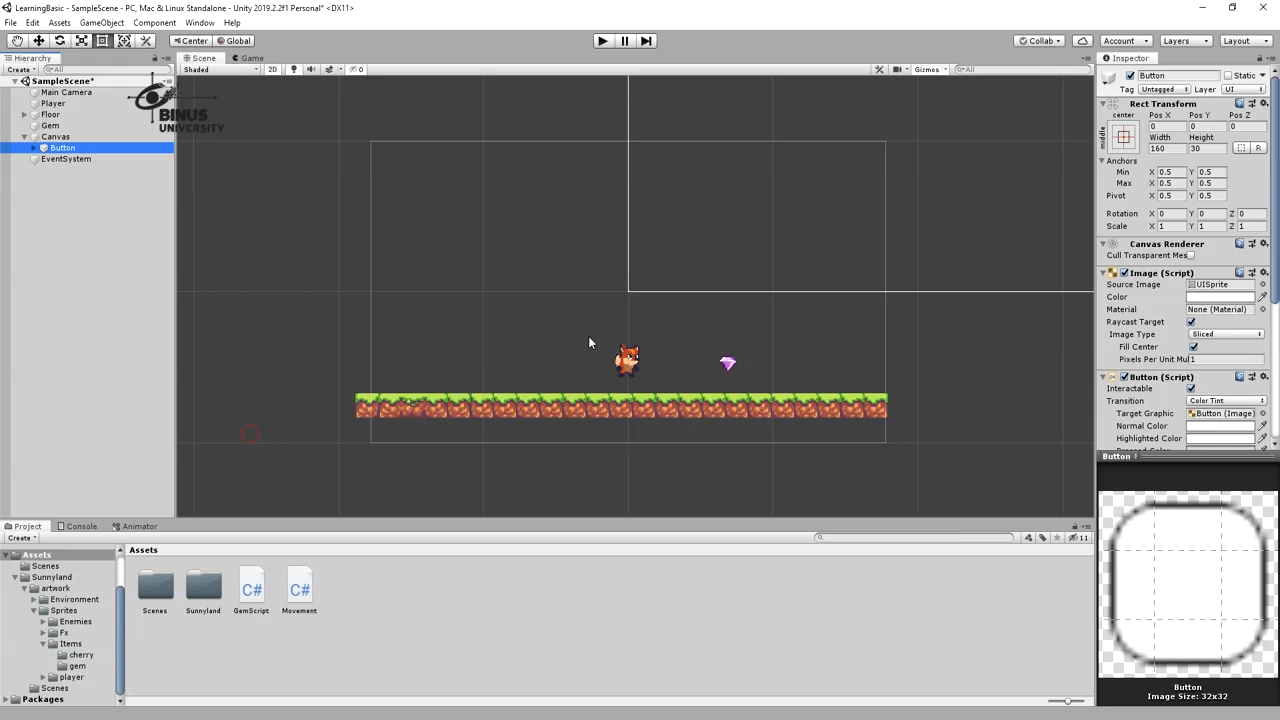 LearningBasic - SampleScene - PC, Mac & Linux Standalone - Unity 2019.2.2f1 Personal* <DX11>
File Edit Assets GameObject Component Window Help
Center Global Collab Account Layers Layout
Hierarchy Scene Game Inspector
Create All Shaded 2D 0 Gizmos All
SampleScene*
Main Camera
Player
Floor
Gem
Canvas
Button
EventSystem
BINUS
UNIVERSITY
Button Static
Tag Untagged Layer UI
Rect Transform
center Pos X Pos Y Pos Z
middle 0 0 0
Width Height
160 30 R
Anchors
Min X 0.5 Y 0.5
Max X 0.5 Y 0.5
Pivot X 0.5 Y 0.5
Rotation X 0 Y 0 Z 0
Scale X 1 Y 1 Z 1
Canvas Renderer
Cull Transparent Mes
Image (Script)
Source Image UISprite
Color
Material None (Material)
Raycast Target
Image Type Sliced
Fill Center
Pixels Per Unit Mul 1
Button (Script)
Interactable
Transition Color Tint
Target Graphic Button (Image)
Normal Color
Highlighted Color
Button
Project Console Animator
Create 11
Assets
Scenes
Sunnyland
artwork
Environment
Sprites
Enemies
Fx
Items
cherry
gem
player
Scenes
Packages
Assets
C# C#
Scenes Sunnyland GemScript Movement
Button
Image Size: 32x32